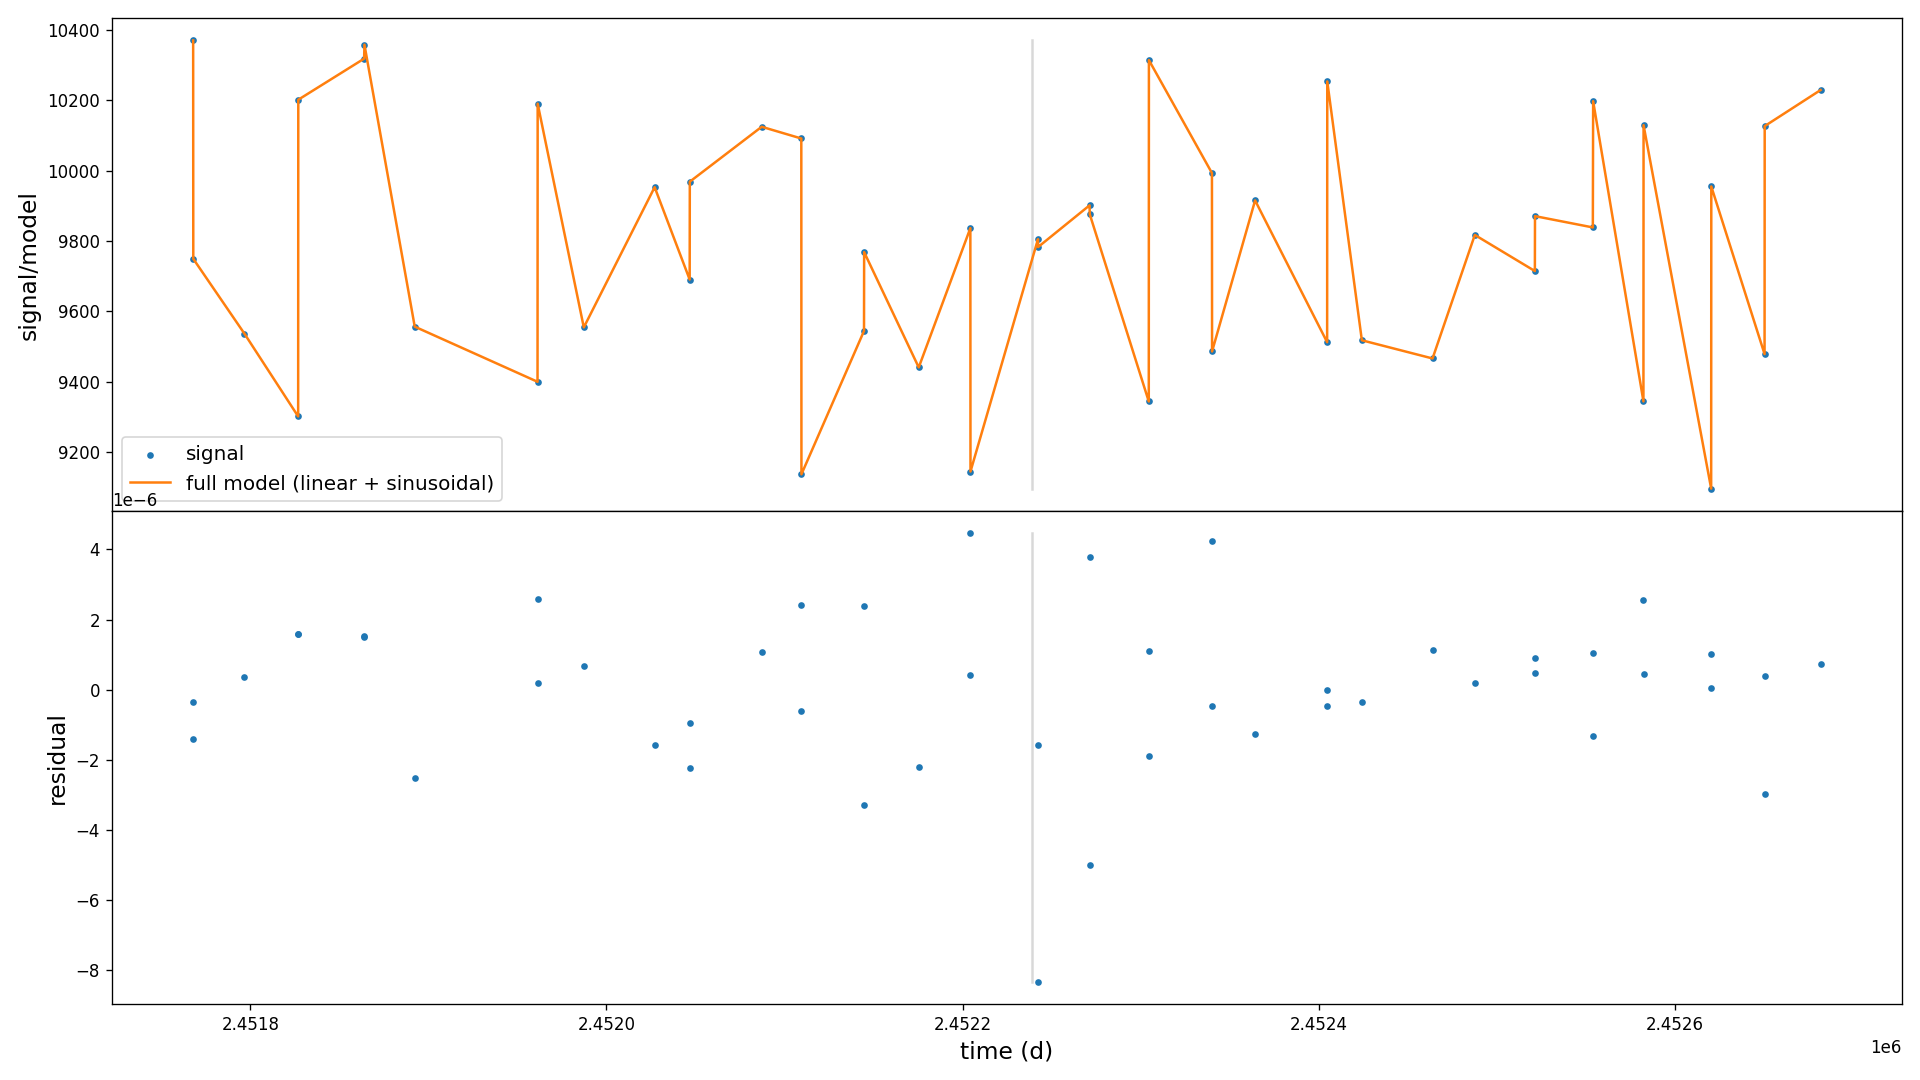 10400
10200
10000
9800
9600
9400
9200
signal/model
signal
full model (linear + sinusoidal)
1e−6
4
2
0
−2
−4
−6
−8
residual
2.4518
2.4520
2.4522
2.4524
2.4526
time (d)
1e6